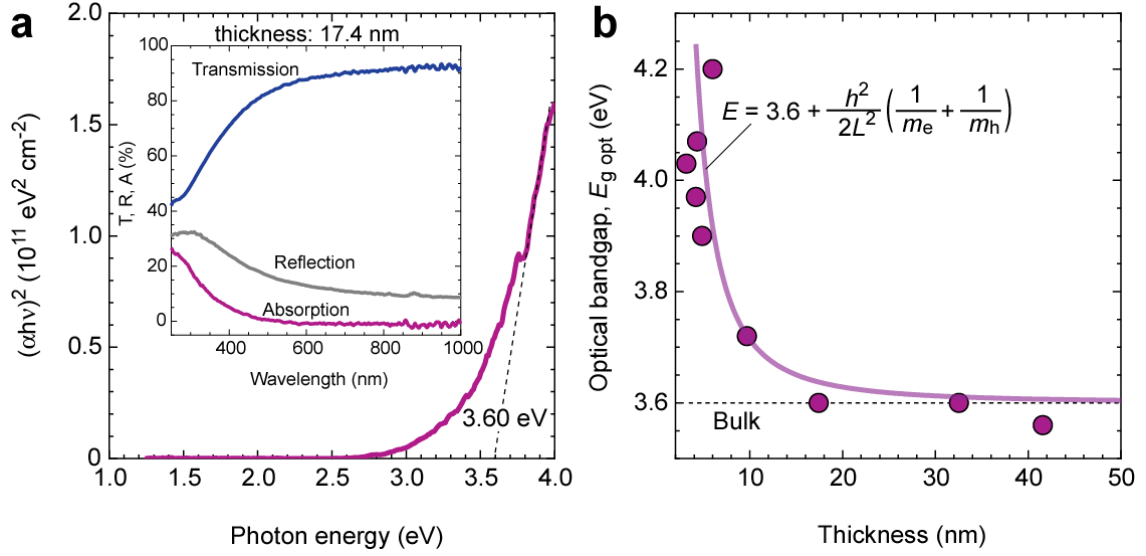 a
(αhν)² (10¹¹ eV² cm⁻²)
2.0
1.5
1.0
0.5
0
1.0 1.5 2.0 2.5 3.0 3.5 4.0
Photon energy (eV)
3.60 eV
thickness: 17.4 nm
T, R, A (%)
100
80
60
40
20
0
400 600 800 1000
Wavelength (nm)
Transmission
Reflection
Absorption
b
Optical bandgap, E_g opt (eV)
4.2
4.0
3.8
3.6
10 20 30 40 50
Thickness (nm)
E = 3.6 + h²/2L² (1/mₑ + 1/m_h)
Bulk